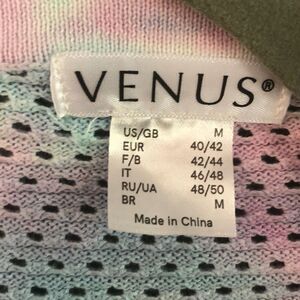 VENUS®
US/GB M
EUR 40/42
F/B 42/44
IT 46/48
RU/UA 48/50
BR M
Made in China